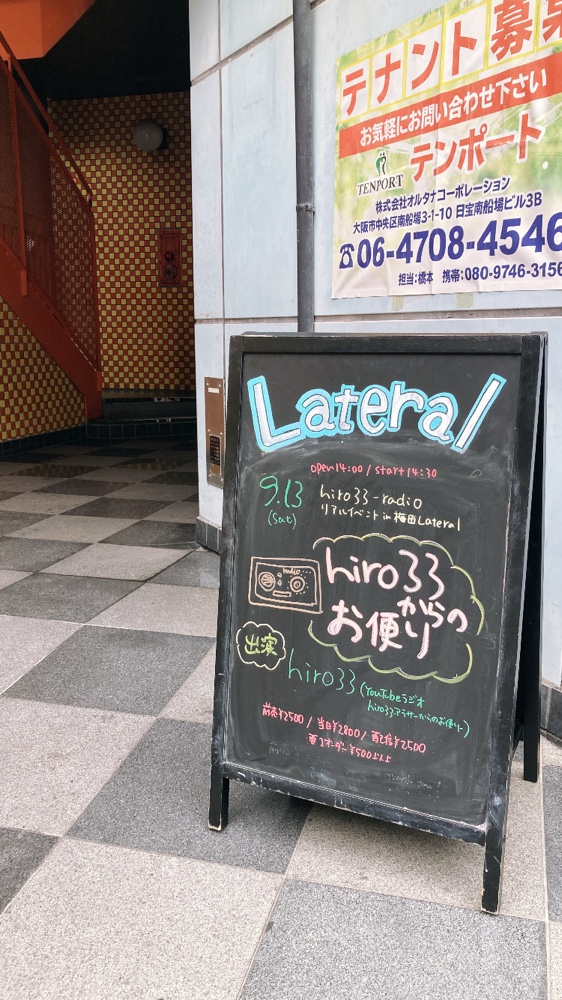 テナント募
お気軽にお問い合わせ下さい
TENPORT テンポート
株式会社オルタナコーポレーション
大阪市中央区南船場3-1-10 日宝南船場ビル3B
☎06-4708-4546
担当:橋本 携帯:080-9746-3156
Lateral
open 14:00 / start 14:30
9.13
(Sat)
hiro33-radio
リアルイベント in 梅田Lateral
radio
hiro33
からの
お便り
出演
hiro33 (YouTubeラジオ
hiro33アラサーからのお便り)
前売¥2500 / 当日¥2800 / 配信¥2500
要1オーダー¥500以上